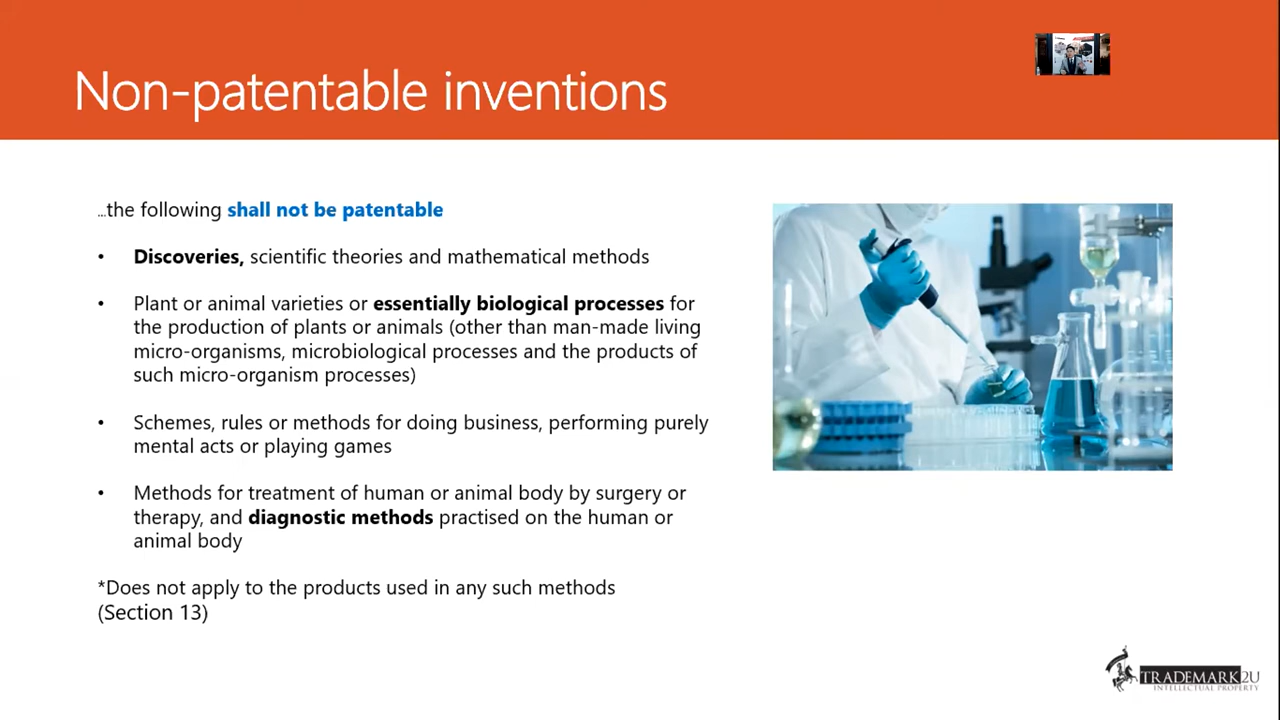 Non-patentable inventions
...the following shall not be patentable
• Discoveries, scientific theories and mathematical methods
• Plant or animal varieties or essentially biological processes for
the production of plants or animals (other than man-made living
micro-organisms, microbiological processes and the products of
such micro-organism processes)
• Schemes, rules or methods for doing business, performing purely
mental acts or playing games
• Methods for treatment of human or animal body by surgery or
therapy, and diagnostic methods practised on the human or
animal body
*Does not apply to the products used in any such methods
(Section 13)
TRADEMARK2U
INTELLECTUAL PROPERTY